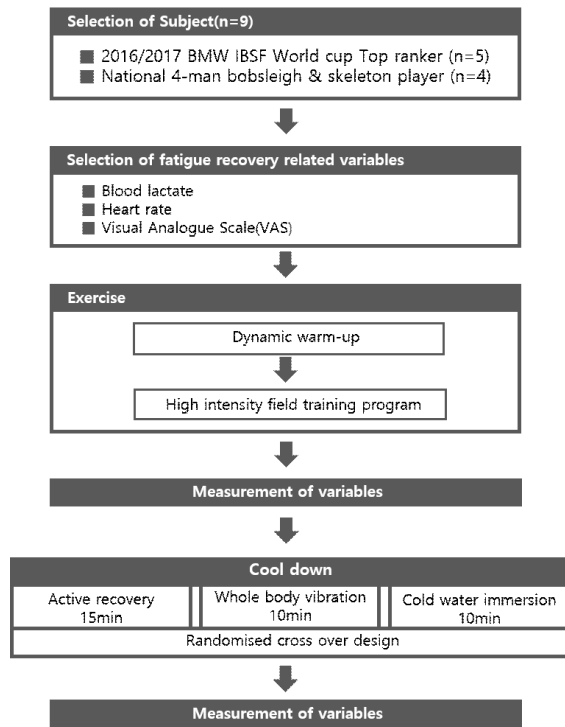 Selection of Subject(n=9)
2016/2017 BMW IBSF World cup Top ranker (n=5)
National 4-man bobsleigh & skeleton player (n=4)
Selection of fatigue recovery related variables
Blood lactate
Heart rate
Visual Analogue Scale(VAS)
Exercise
Dynamic warm-up
High intensity field training program
Measurement of variables
Cool down
Active recovery
15min
Whole body vibration
10min
Cold water immersion
10min
Randomised cross over design
Measurement of variables